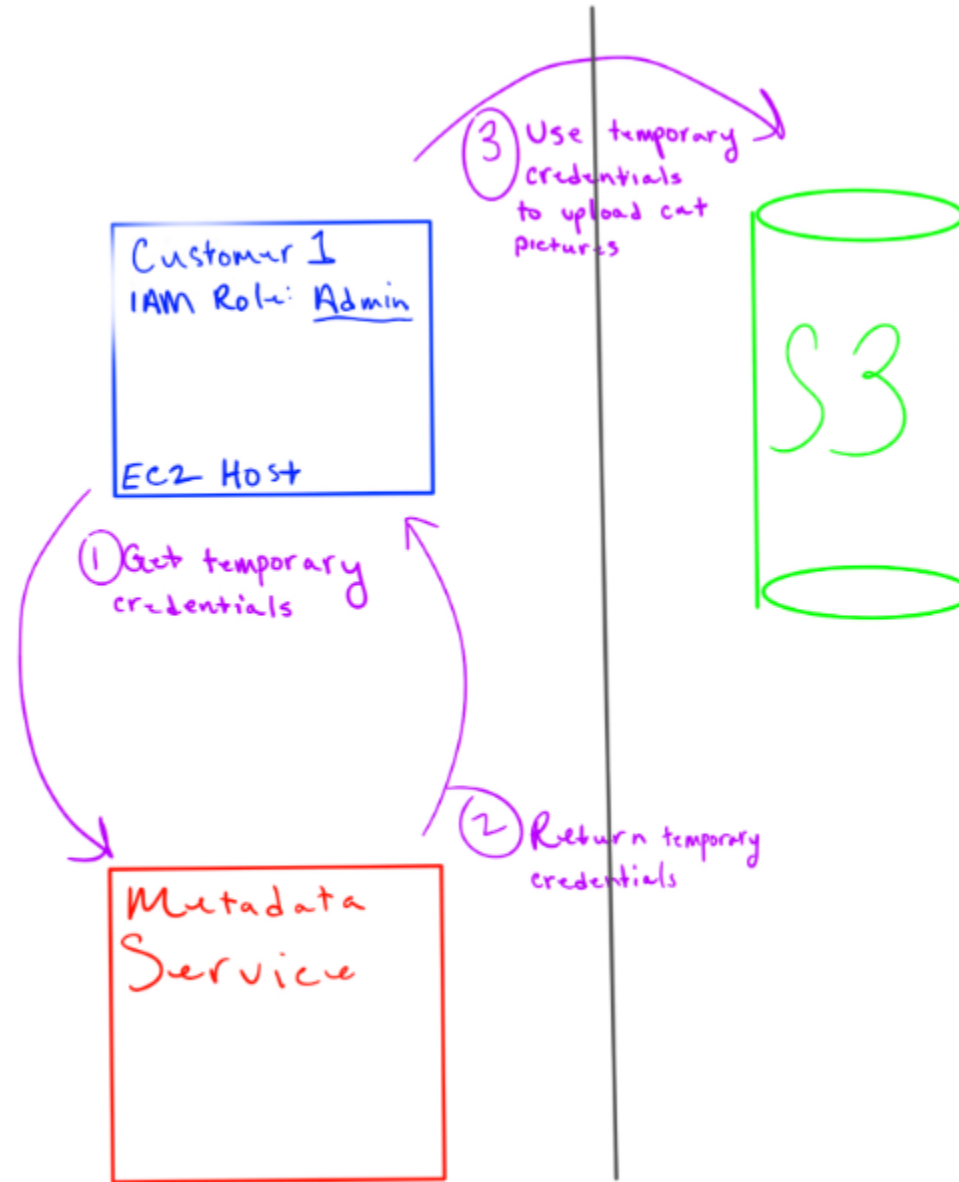 3 Use temporary
credentials
to upload cat
pictures
Customer 1
IAM Role: Admin
EC2 Host
S3
1 Get temporary
credentials
2 Return temporary
credentials
Metadata
Service